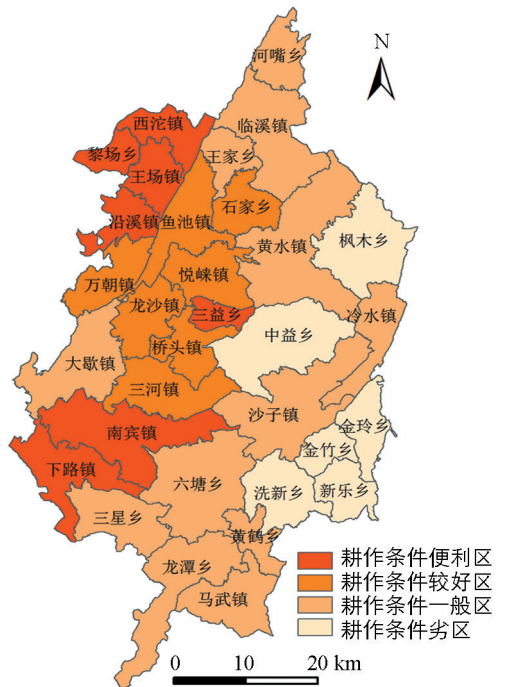 河嘴乡
N
西沱镇
临溪镇
黎场乡
王家乡
王场镇
石家乡
沿溪镇
鱼池镇
枫木乡
黄水镇
悦崃镇
万朝镇
龙沙镇
三益乡
冷水镇
中益乡
桥头镇
大歇镇
三河镇
沙子镇
金玲乡
南宾镇
金竹乡
下路镇
六塘乡
洗新乡
新乐乡
三星乡
黄鹤乡
龙潭乡
马武镇
耕作条件便利区
耕作条件较好区
耕作条件一般区
耕作条件劣区
0 10 20 km